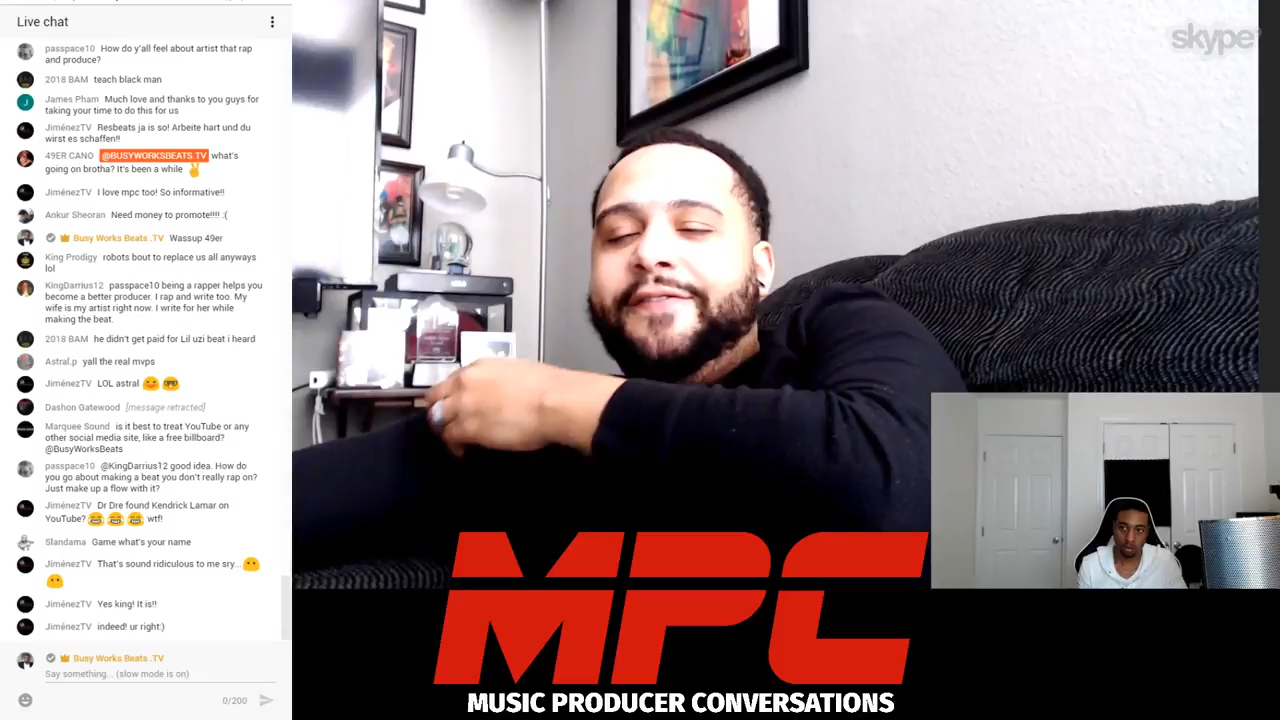 Live chat
passpace10 How do y'all feel about artist that rap
and produce?
2018 BAM teach black man
J
James Pham Much love and thanks to you guys for
taking your time to do this for us
JiménezTV Resbeats ja is so! Arbeite hart und du
wirst es schaffen!!
49ER CANO @BUSYWORKSBEATS.TV what's
going on brotha? It's been a while
JiménezTV I love mpc too! So informative!!
Ankur Sheoran Need money to promote!!!! :(
Busy Works Beats .TV Wassup 49er
King Prodigy robots bout to replace us all anyways
lol
KingDarrius12 passpace10 being a rapper helps you
become a better producer. I rap and write too. My
wife is my artist right now. I write for her while
making the beat.
2018 BAM he didn't get paid for Lil uzi beat i heard
Astral.p yall the real mvps
JiménezTV LOL astral
Dashon Gatewood [message retracted]
Marquee Sound is it best to treat YouTube or any
other social media site, like a free billboard?
@BusyWorksBeats
passpace10 @KingDarrius12 good idea. How do
you go about making a beat you don't really rap on?
Just make up a flow with it?
JiménezTV Dr Dre found Kendrick Lamar on
YouTube? wtf!
Slandama Game what's your name
JiménezTV That's sound ridiculous to me sry...
JiménezTV Yes king! It is!!
JiménezTV indeed! ur right:)
Busy Works Beats .TV
Say something... (slow mode is on)
0/200
skype
MPC
MUSIC PRODUCER CONVERSATIONS